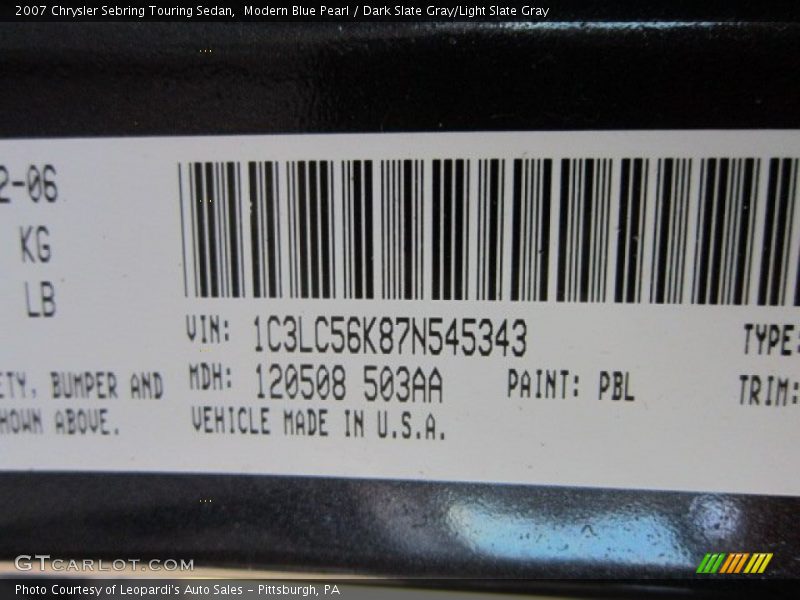 2007 Chrysler Sebring Touring Sedan,  Modern Blue Pearl / Dark Slate Gray/Light Slate Gray
2-06
KG
LB
VIN: 1C3LC56K87N545343
TYPE:
ETY, BUMPER AND
MDH: 120508 503AA
PAINT: PBL
TRIM:
HOWN ABOVE.
VEHICLE MADE IN U.S.A.
GTCARLOT.COM
Photo Courtesy of Leopardi's Auto Sales - Pittsburgh, PA